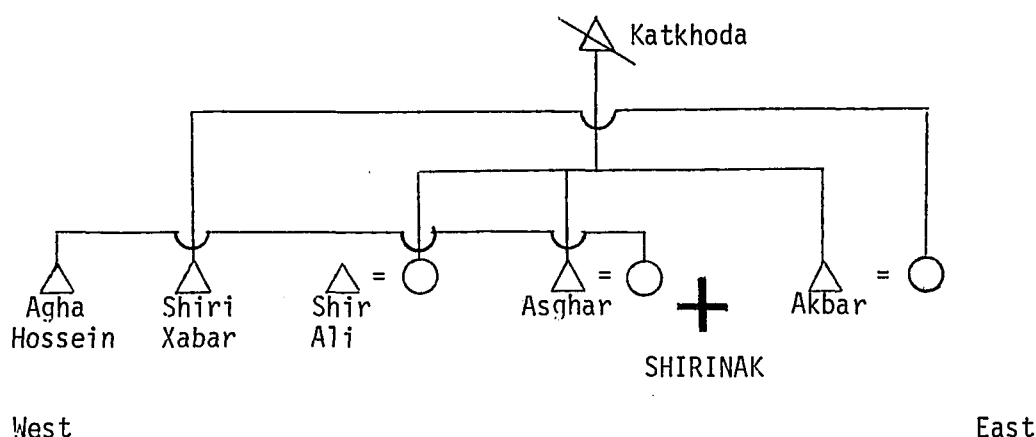 Katkhoda
Agha Hossein
Shiri Xabar
Shir Ali
Asghar
Akbar
SHIRINAK
West East